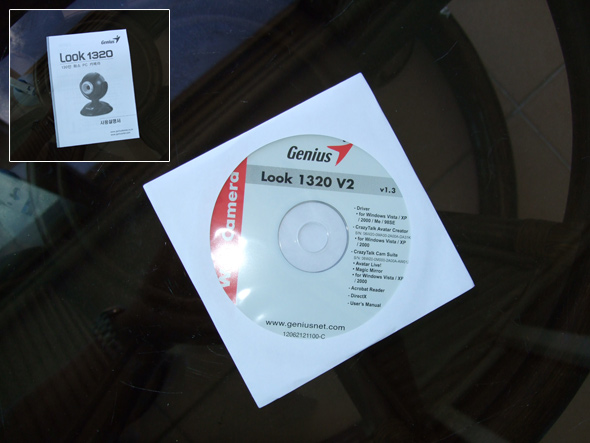 Genius
Look 1320
사용설명서
Genius
Look 1320 V2
v1.3
Camera
- Driver
• for Windows Vista / XP
/ 2000 / Me / 98SE
- CrazyTalk Avatar Creator
• for Windows Vista / XP
/ 2000
- CrazyTalk Cam Suite
• Avatar Live!
• Magic Mirror
• for Windows Vista / XP
/ 2000
- Acrobat Reader
- DirectX
- User's Manual
www.geniusnet.com
12062121100-C